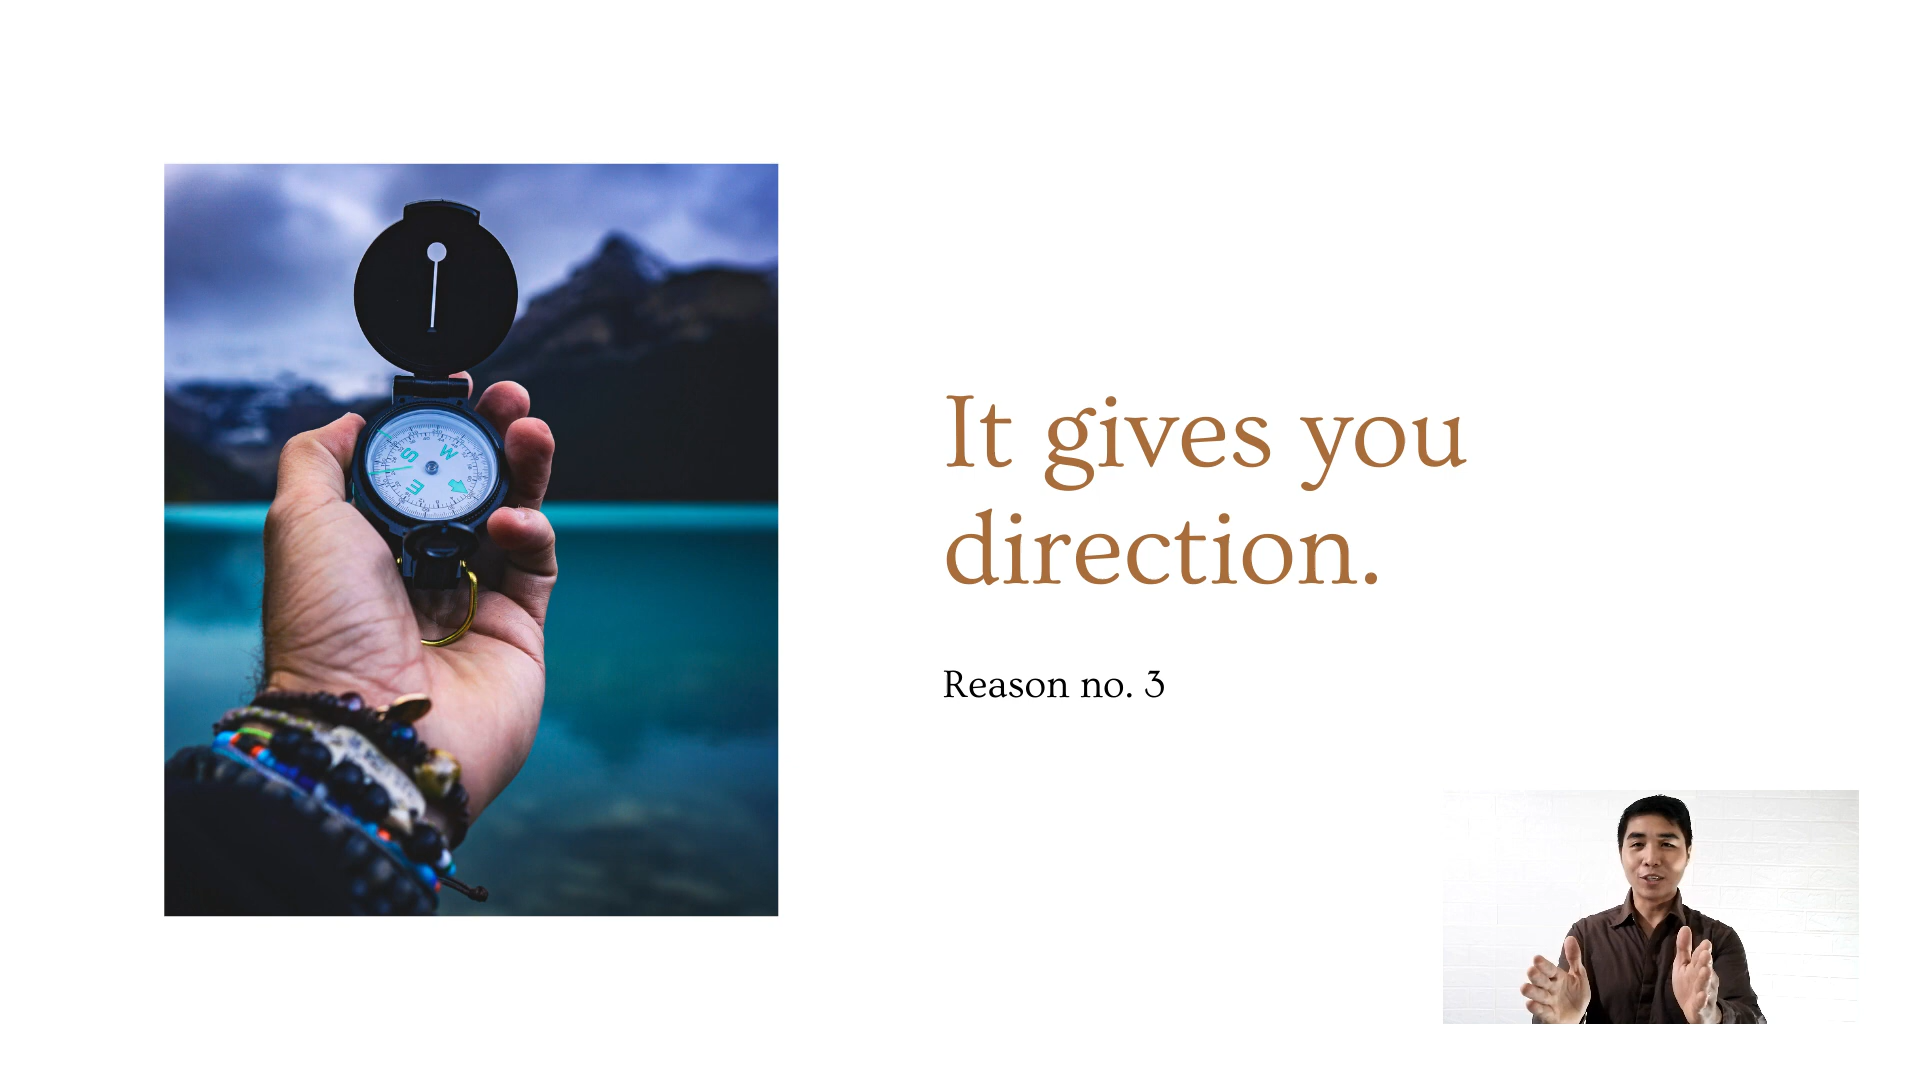 W
S
E
It gives you
direction.
Reason no. 3